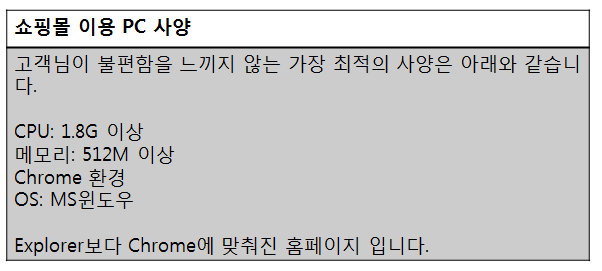 쇼핑몰 이용 PC 사양
고객님이 불편함을 느끼지 않는 가장 최적의 사양은 아래와 같습니
다.
CPU: 1.8G 이상
메모리: 512M 이상
Chrome 환경
OS: MS윈도우
Explorer보다 Chrome에 맞춰진 홈페이지 입니다.